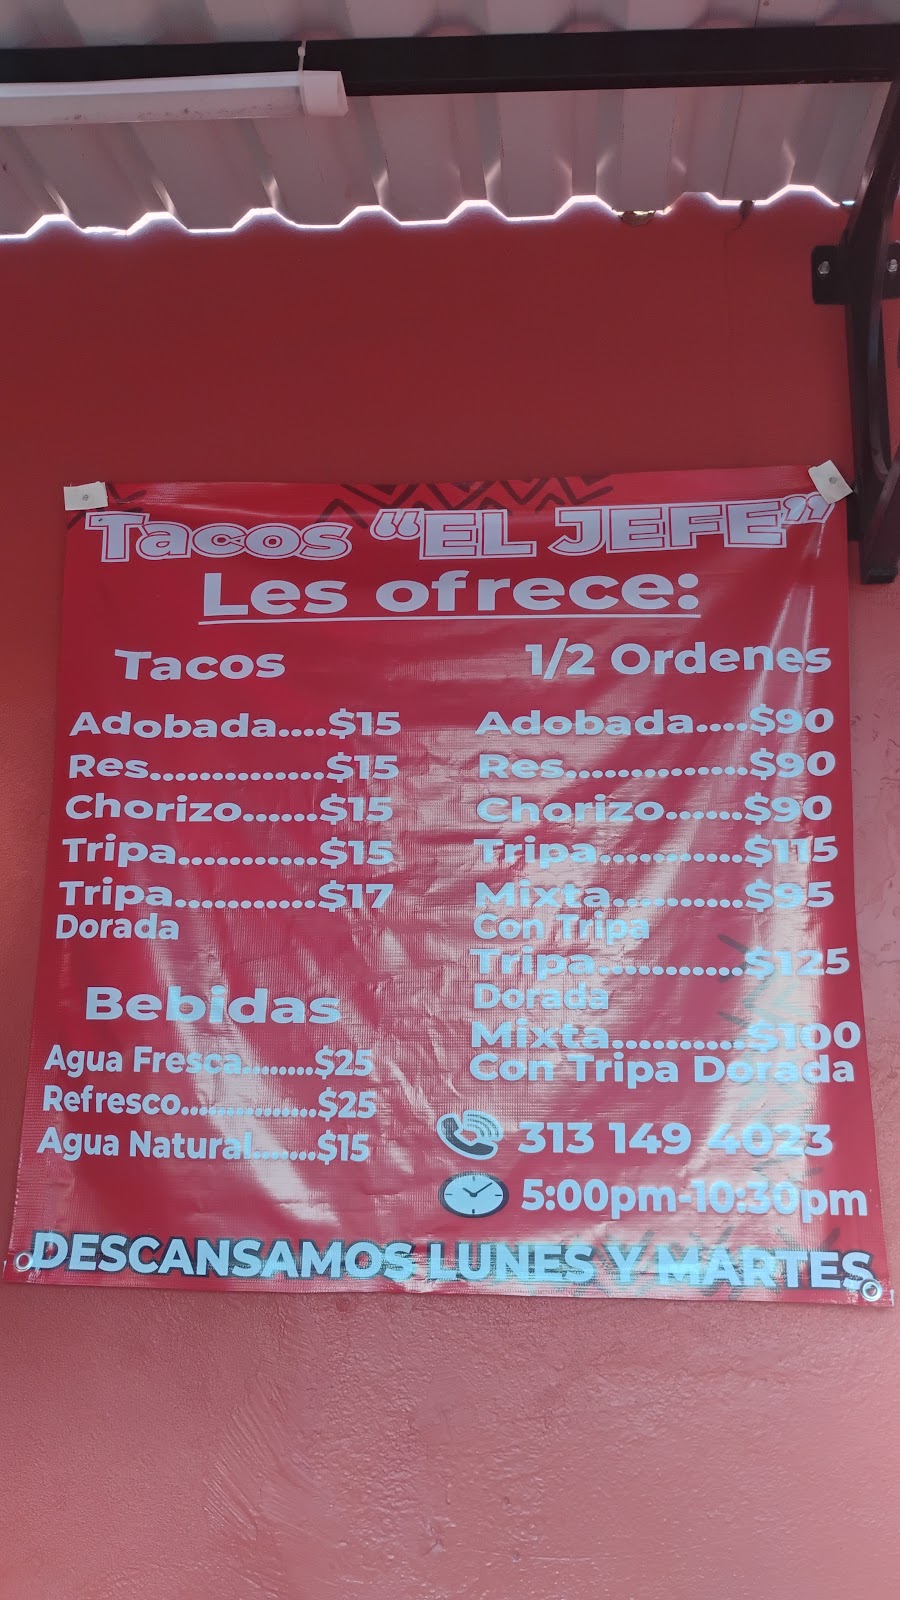 Tacos “EL JEFE”
Les ofrece:
Tacos
Adobada....$15
Res..............$15
Chorizo......$15
Tripa...........$15
Tripa...........$17
Dorada
Bebidas
Agua Fresca........$25
Refresco...............$25
Agua Natural.......$15
1/2 Ordenes
Adobada....$90
Res..............$90
Chorizo......$90
Tripa...........$115
Mixta..........$95
Con Tripa
Tripa...........$125
Dorada
Mixta..........$100
Con Tripa Dorada
313 149 4023
5:00pm-10:30pm
DESCANSAMOS LUNES Y MARTES